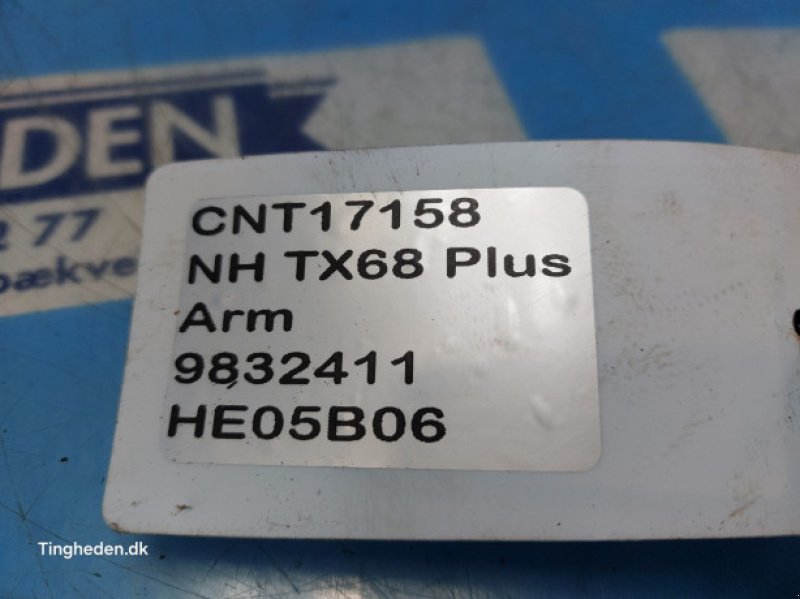 DEN
2 77
bækve
CNT17158
NH TX68 Plus
Arm
9832411
HE05B06
Tingheden.dk